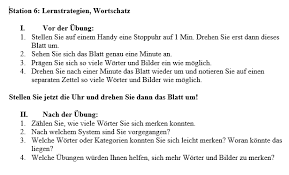 Station 6: Lernstrategien, Wortschatz
I. Vor der Übung:
1. Stellen Sie auf einem Handy eine Stoppuhr auf 1 Min. Drehen Sie erst dann dieses
Blatt um.
2. Sehen Sie sich das Blatt genau eine Minute an.
3. Prägen Sie sich so viele Wörter und Bilder ein wie möglich.
4. Drehen Sie nach einer Minute das Blatt wieder um und notieren Sie auf einem
separaten Zettel so viele Wörter und Bilder wie möglich.
Stellen Sie jetzt die Uhr und drehen Sie dann das Blatt um!
II. Nach der Übung:
1. Zählen Sie, wie viele Wörter Sie sich merken konnten.
2. Nach welchem System sind Sie vorgegangen?
3. Welche Wörter oder Kategorien konnten Sie sich leicht merken? Woran könnte das
liegen?
4. Welche Übungen würden Ihnen helfen, sich mehr Wörter und Bilder zu merken?